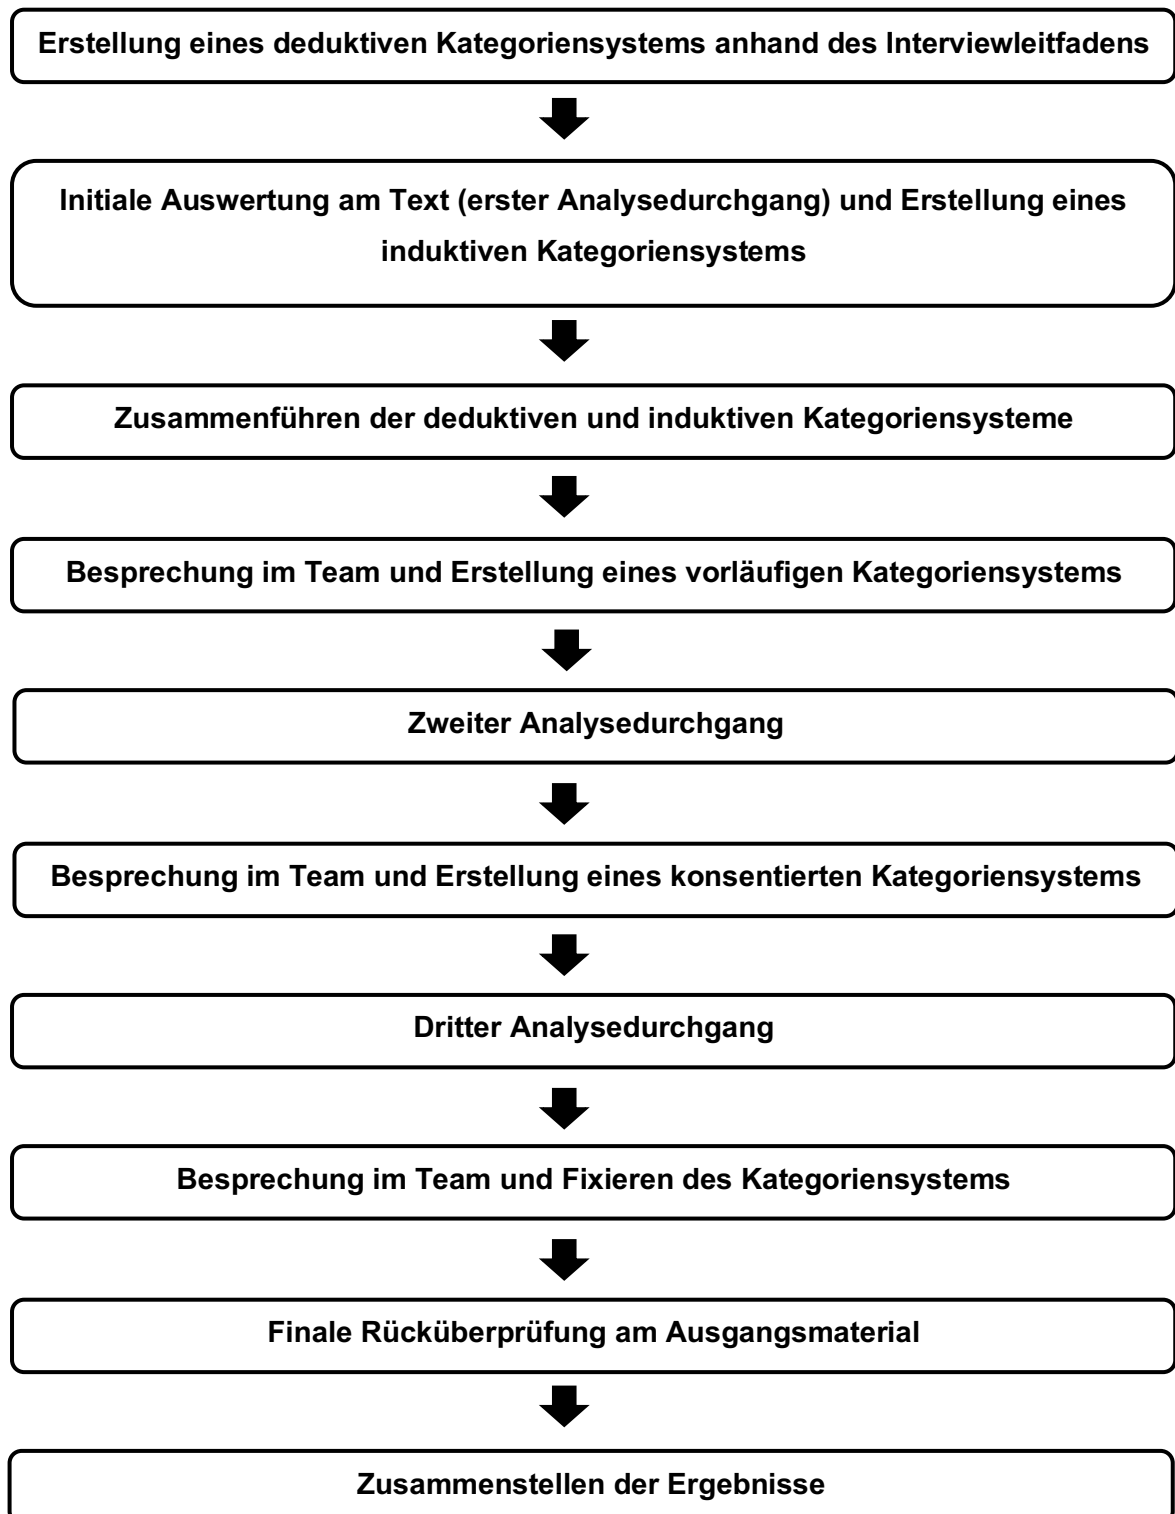 Erstellung eines deduktiven Kategoriensystems anhand des Interviewleitfadens
Initiale Auswertung am Text (erster Analysedurchgang) und Erstellung eines
induktiven Kategoriensystems
Zusammenführen der deduktiven und induktiven Kategoriensysteme
Besprechung im Team und Erstellung eines vorläufigen Kategoriensystems
Zweiter Analysedurchgang
Besprechung im Team und Erstellung eines konsentierten Kategoriensystems
Dritter Analysedurchgang
Besprechung im Team und Fixieren des Kategoriensystems
Finale Rücküberprüfung am Ausgangsmaterial
Zusammenstellen der Ergebnisse